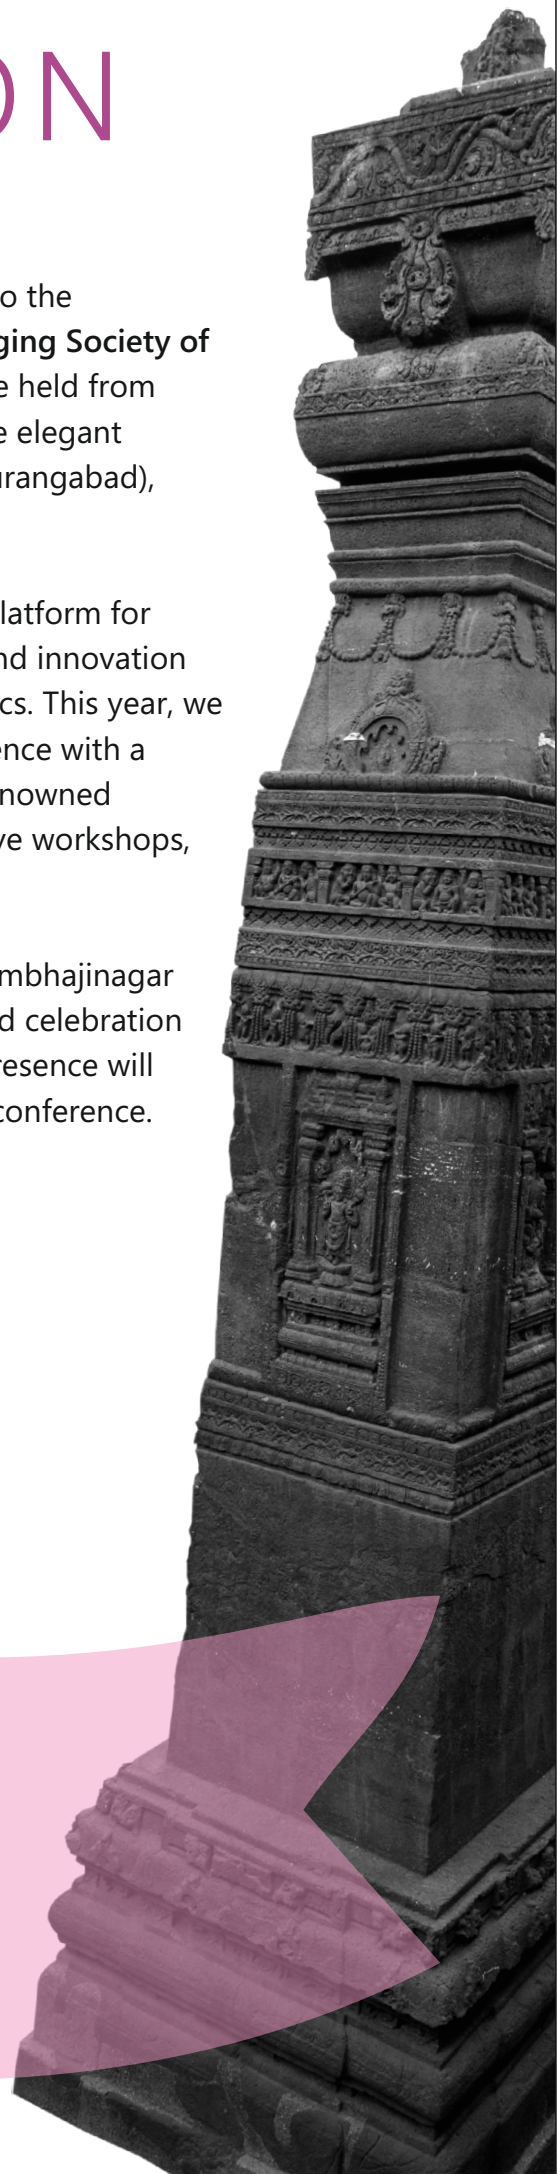 ON
o the
ging Society of
e held from
e elegant
urangabad),
latform for
nd innovation
cs. This year, we
ence with a
nowned
ve workshops,
mbhajinagar
d celebration
resence will
conference.